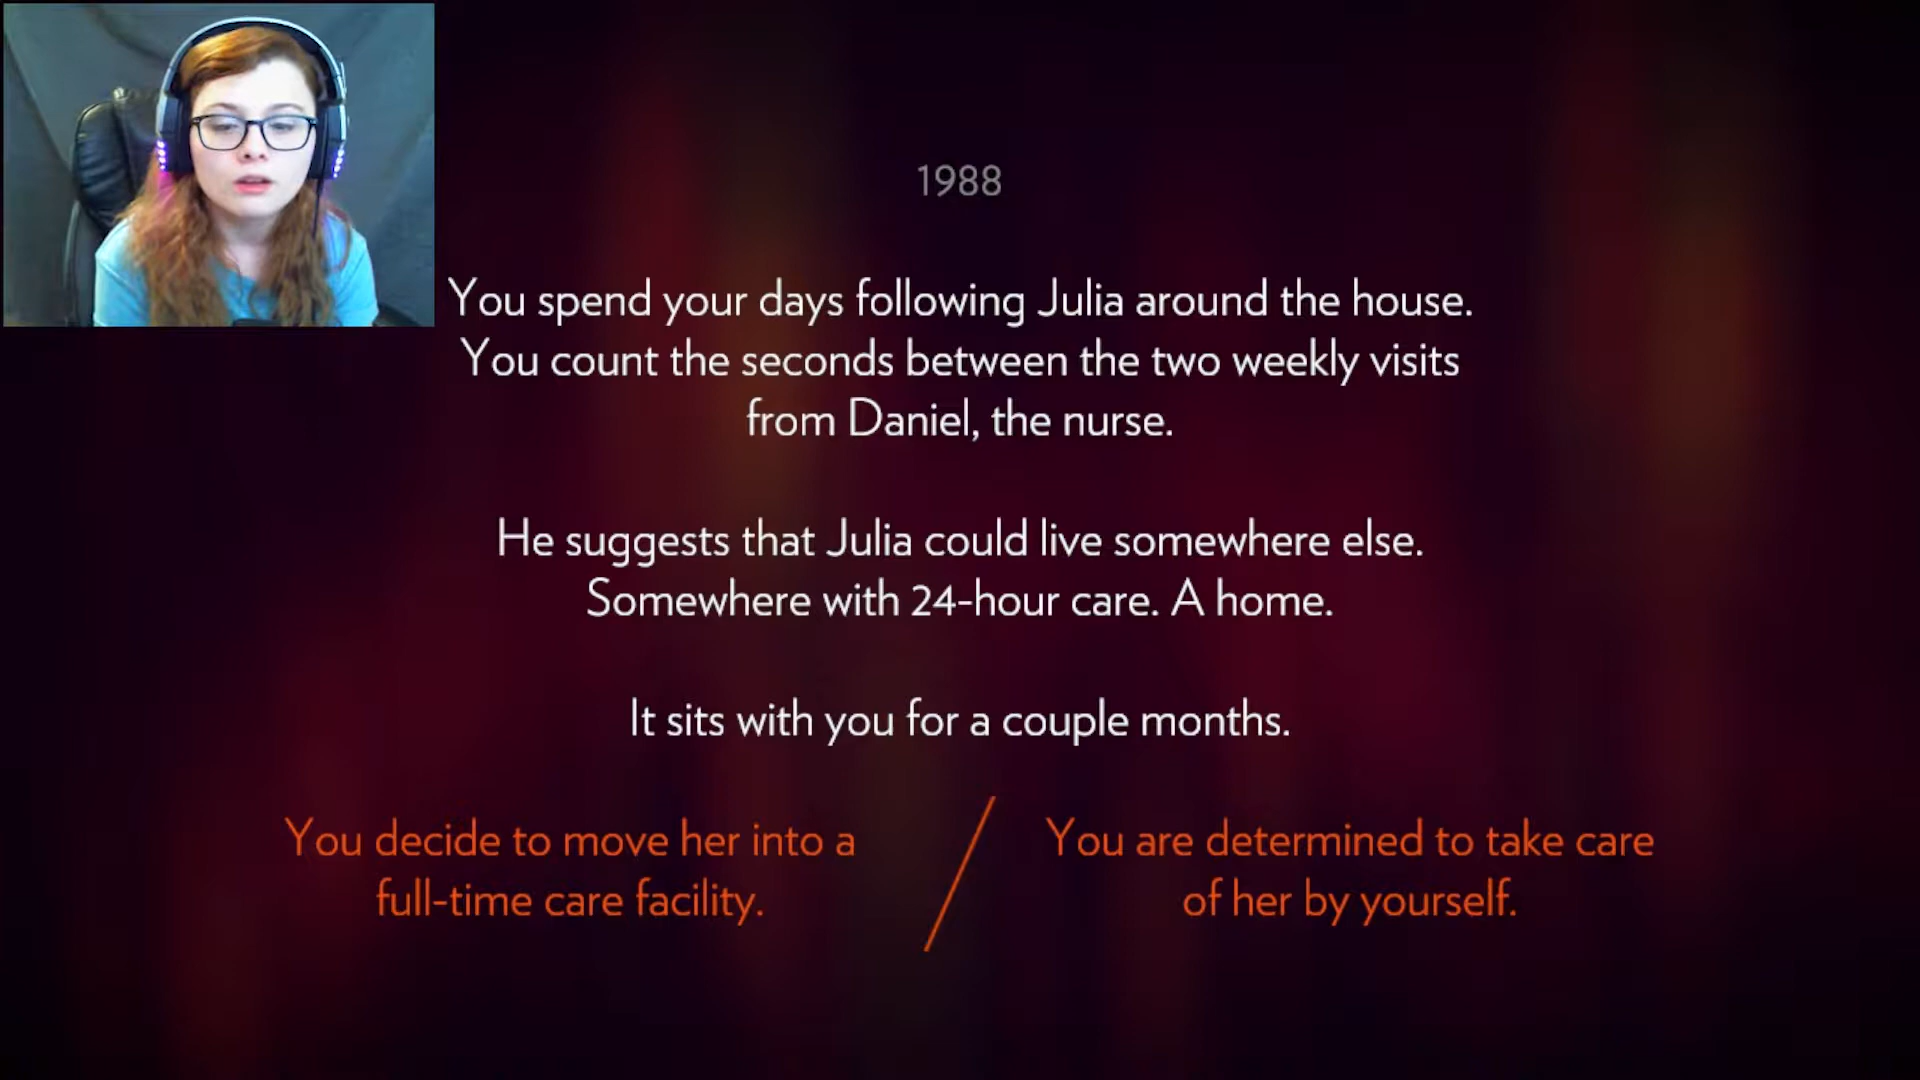 1988
You spend your days following Julia around the house.
You count the seconds between the two weekly visits
from Daniel, the nurse.
He suggests that Julia could live somewhere else.
Somewhere with 24-hour care. A home.
It sits with you for a couple months.
You decide to move her into a
full-time care facility.
You are determined to take care
of her by yourself.